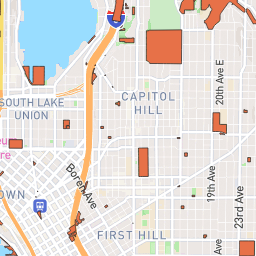 5
CAPITOL
HILL
SOUTH LAKE
UNION
20th Ave E
Boren Ave
OWN
19th Ave
23rd Ave
FIRST HILL